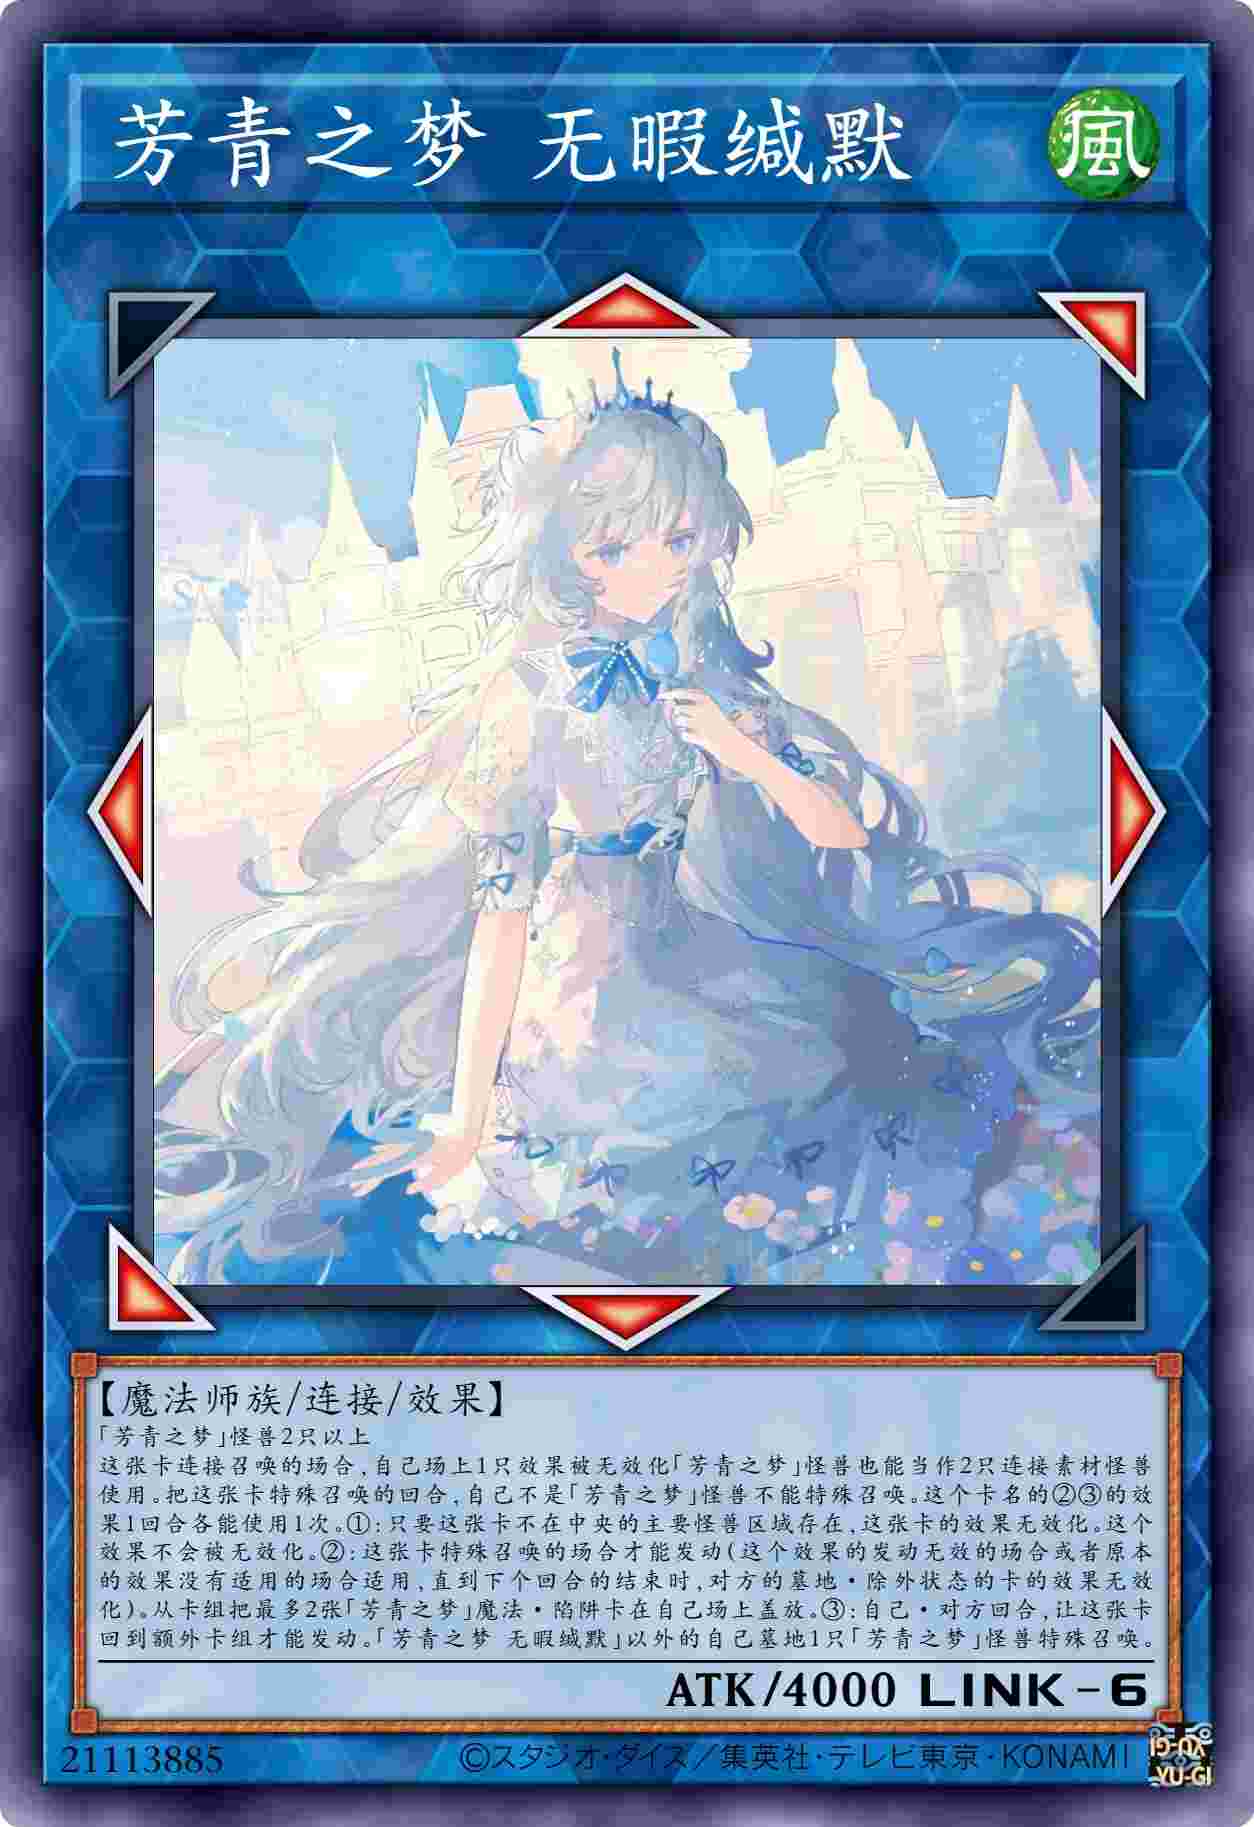 芳青之梦 无暇缄默
風
【魔法师族/连接/效果】
「芳青之梦」怪兽2只以上
这张卡连接召唤的场合,自己场上1只效果被无效化「芳青之梦」怪兽也能当作2只连接素材怪兽
使用。把这张卡特殊召唤的回合,自己不是「芳青之梦」怪兽不能特殊召唤。这个卡名的②③的效
果1回合各能使用1次。①:只要这张卡不在中央的主要怪兽区域存在,这张卡的效果无效化。这个
效果不会被无效化。②:这张卡特殊召唤的场合才能发动(这个效果的发动无效的场合或者原本
的效果没有适用的场合适用,直到下个回合的结束时,对方的墓地·除外状态的卡的效果无效
化)。从卡组把最多2张「芳青之梦」魔法·陷阱卡在自己场上盖放。③:自己·对方回合,让这张卡
回到额外卡组才能发动。「芳青之梦 无暇缄默」以外的自己墓地1只「芳青之梦」怪兽特殊召唤。
ATK/4000 LINK-6
21113885
©スタジオ·ダイス/集英社·テレビ東京·KONAMI
YU-GI
YU-GI